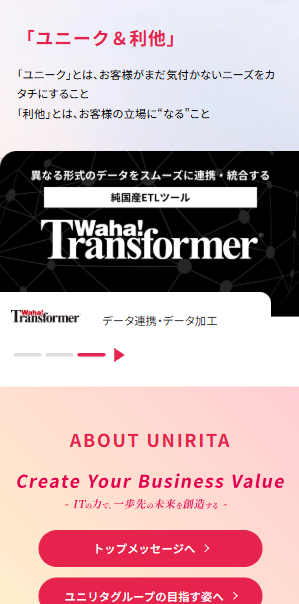 「ユニーク＆利他」
「ユニーク」とは、お客様がまだ気付かないニーズをカ
タチにすること
「利他」とは、お客様の立場に“なる”こと
異なる形式のデータをスムーズに連携・統合する
純国産ETLツール
Waha!
Transformer®
Waha!
Transformer
データ連携・データ加工
ABOUT UNIRITA
Create Your Business Value
- ITの力で、一歩先の未来を創造する -
トップメッセージへ
ユニリタグループの目指す姿へ